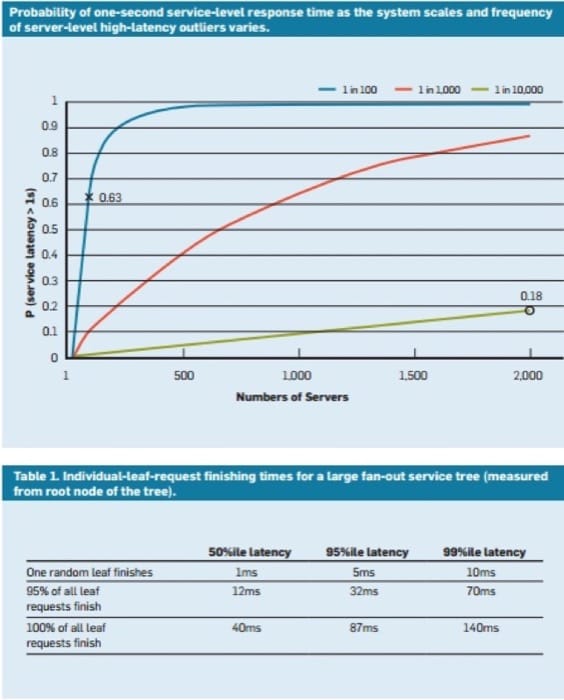 Probability of one-second service-level response time as the system scales and frequency
of server-level high-latency outliers varies.
1 in 100 1 in 1,000 1 in 10,000
1
0.9
0.8
0.7
0.6
0.5
0.4
0.3
0.2
0.1
0
P (service latency < 1s)
0.63
0.18
1 500 1,000 1,500 2,000
Numbers of Servers
Table 1. Individual-leaf-request finishing times for a large fan-out service tree (measured
from root node of the tree).
50%ile latency 95%ile latency 99%ile latency
One random leaf finishes 1ms 5ms 10ms
95% of all leaf 12ms 32ms 70ms
requests finish
100% of all leaf 40ms 87ms 140ms
requests finish